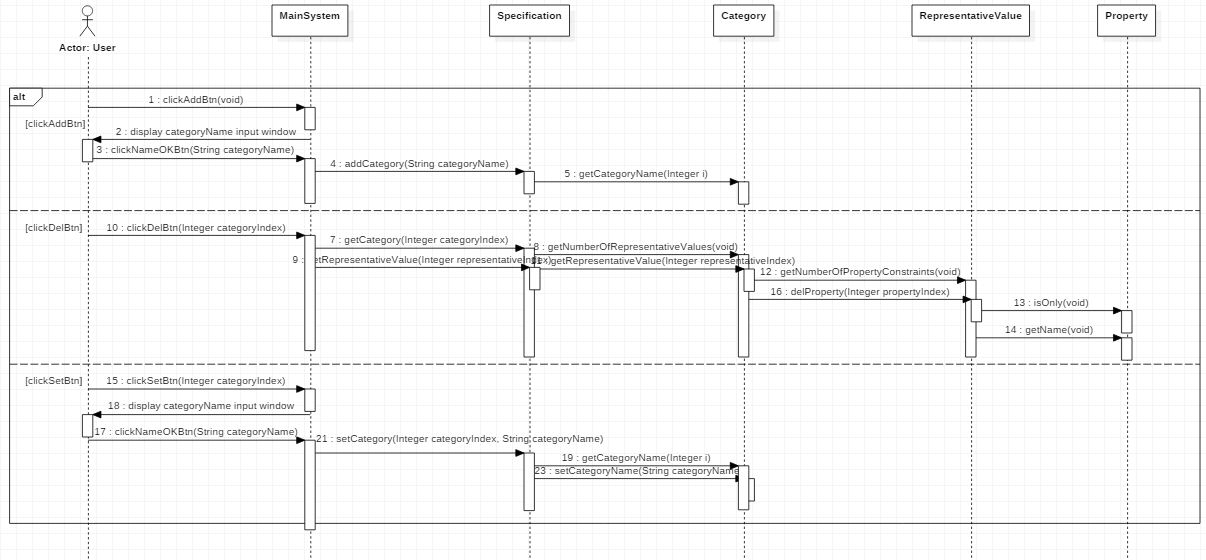 MainSystem
Specification
Category
RepresentativeValue
Property
Actor: User
alt
1 : clickAddBtn(void)
[clickAddBtn]
2 : display categoryName input window
3 : clickNameOKBtn(String categoryName)
4 : addCategory(String categoryName)
5 : getCategoryName(Integer i)
[clickDelBtn]
10 : clickDelBtn(Integer categoryIndex)
7 : getCategory(Integer categoryIndex)
8 : getNumberOfRepresentativeValues(void)
9 : getRepresentativeValue(Integer representativeIndex)
getRepresentativeValue(Integer representativeIndex)
12 : getNumberOfPropertyConstraints(void)
16 : delProperty(Integer propertyIndex)
13 : isOnly(void)
14 : getName(void)
[clickSetBtn]
15 : clickSetBtn(Integer categoryIndex)
18 : display categoryName input window
17 : clickNameOKBtn(String categoryName)
21 : setCategory(Integer categoryIndex, String categoryName)
19 : getCategoryName(Integer i)
23 : setCategoryName(String categoryName